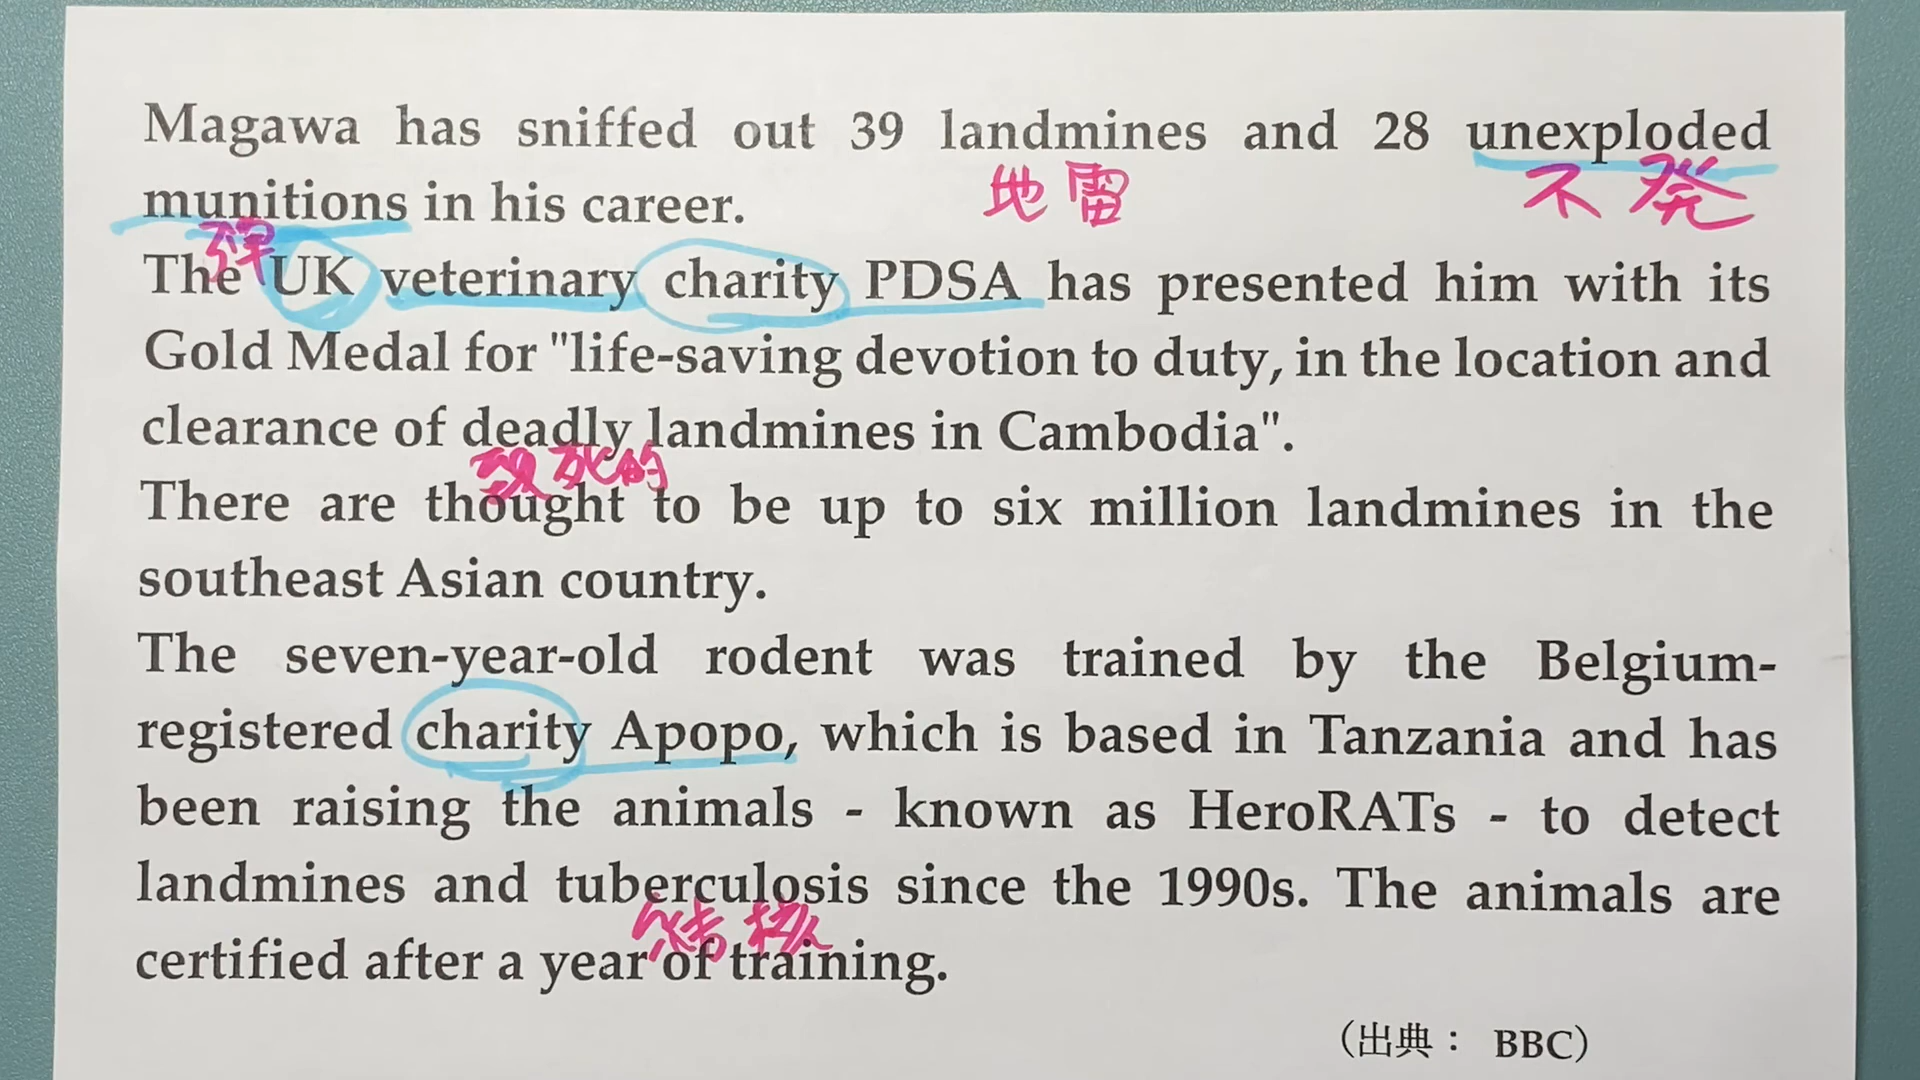 Magawa has sniffed out 39 landmines and 28 unexploded
地雷 不発
munitions in his career.
弾
The UK veterinary charity PDSA has presented him with its
Gold Medal for "life-saving devotion to duty, in the location and
clearance of deadly landmines in Cambodia".
致死的
There are thought to be up to six million landmines in the
southeast Asian country.
The seven-year-old rodent was trained by the Belgium-
registered charity Apopo, which is based in Tanzania and has
been raising the animals - known as HeroRATs - to detect
landmines and tuberculosis since the 1990s. The animals are
結核
certified after a year of training.
（出典： BBC）